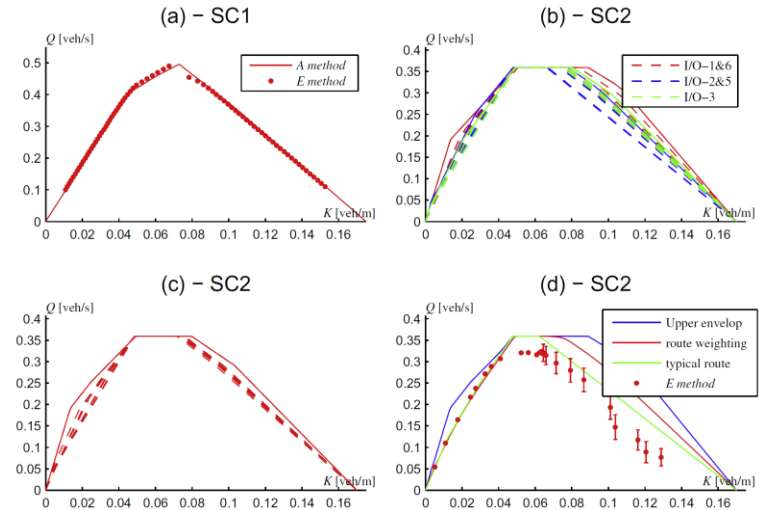 (a) − SC1
Q [veh/s]
0.5
0.4
0.3
0.2
0.1
0
0 0.02 0.04 0.06 0.08 0.1 0.12 0.14 0.16
K [veh/m]
A method
E method
(b) − SC2
Q [veh/s]
0.4
0.35
0.3
0.25
0.2
0.15
0.1
0.05
0
0 0.02 0.04 0.06 0.08 0.1 0.12 0.14 0.16
K [veh/m]
I/O−1&6
I/O−2&5
I/O−3
(c) − SC2
Q [veh/s]
0.4
0.35
0.3
0.25
0.2
0.15
0.1
0.05
0
0 0.02 0.04 0.06 0.08 0.1 0.12 0.14 0.16
K [veh/m]
(d) − SC2
Q [veh/s]
0.4
0.35
0.3
0.25
0.2
0.15
0.1
0.05
0
0 0.02 0.04 0.06 0.08 0.1 0.12 0.14 0.16
K [veh/m]
Upper envelop
route weighting
typical route
E method